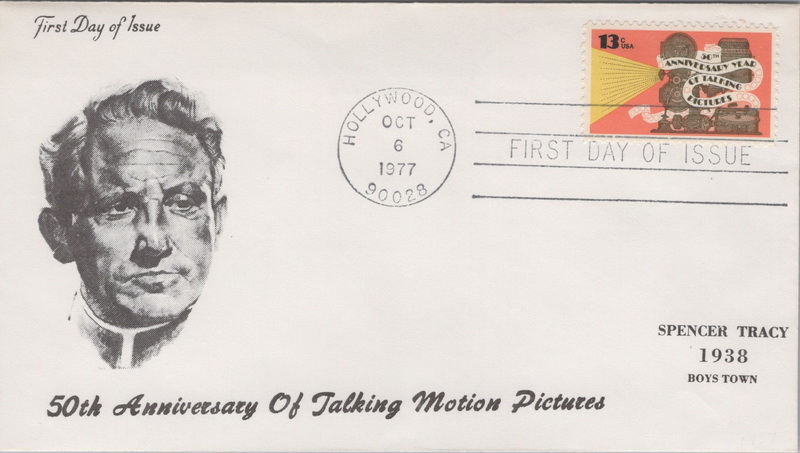 First Day of Issue
13c
USA
50TH
ANNIVERSARY YEAR
OF TALKING
PICTURES
HOLLYWOOD, CA
OCT
6
1977
90028
FIRST DAY OF ISSUE
SPENCER TRACY
1938
BOYS TOWN
50th Anniversary Of Talking Motion Pictures